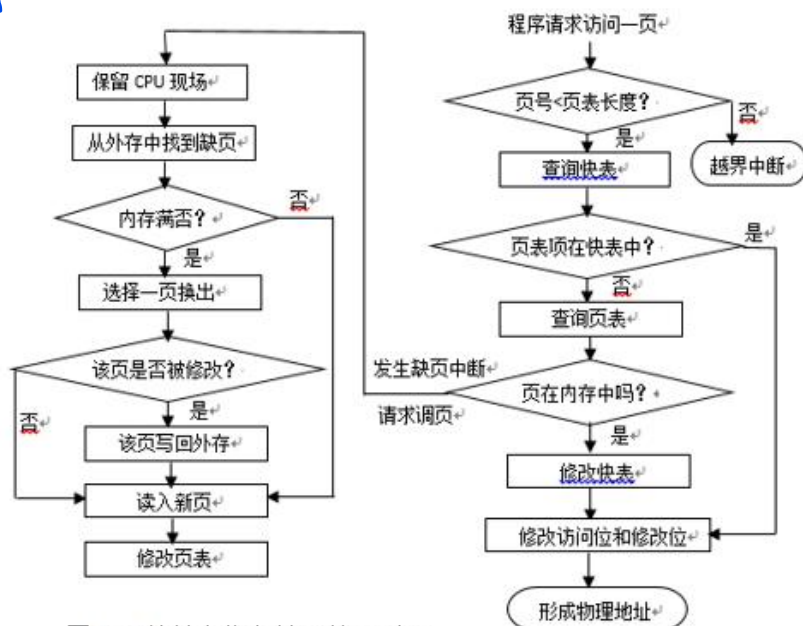 程序请求访问一页
页号<页表长度？
否
是
越界中断
查询快表
页表项在快表中？
是
否
查询页表
发生缺页中断
请求调页
页在内存中吗？
是
修改快表
修改访问位和修改位
形成物理地址
保留 CPU 现场
从外存中找到缺页
内存满否？
否
是
选择一页换出
该页是否被修改？
否
是
该页写回外存
读入新页
修改页表